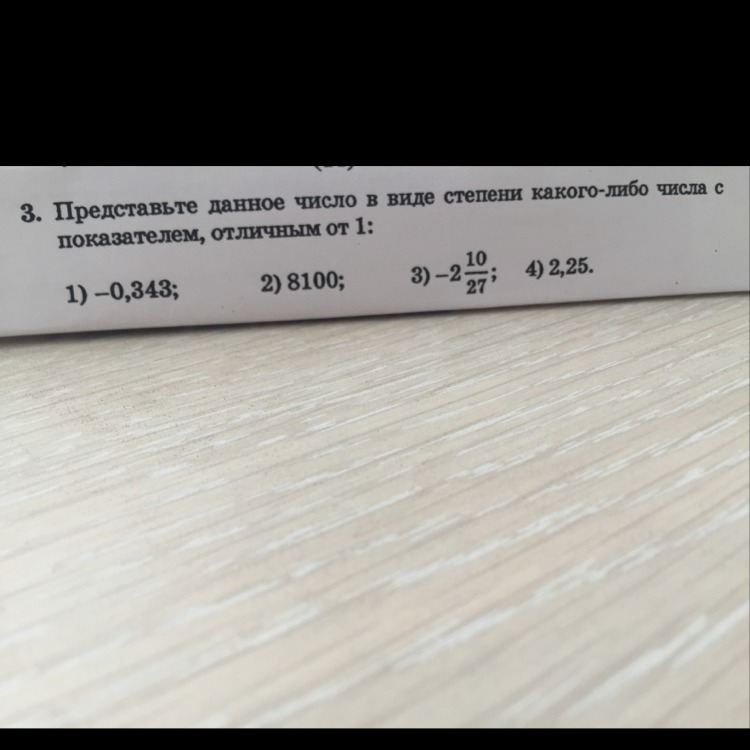 3. Представьте данное число в виде степени какого-либо числа с
показателем, отличным от 1:
1) –0,343; 2) 8100; 3) –2 10/27; 4) 2,25.